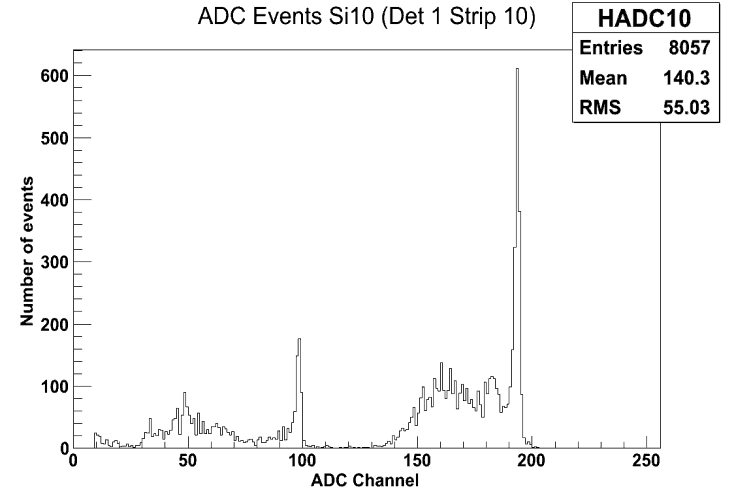 ADC Events Si10 (Det 1 Strip 10)
HADC10
Entries 8057
Mean 140.3
RMS 55.03
Number of events
600
500
400
300
200
100
0
0 50 100 150 200 250
ADC Channel